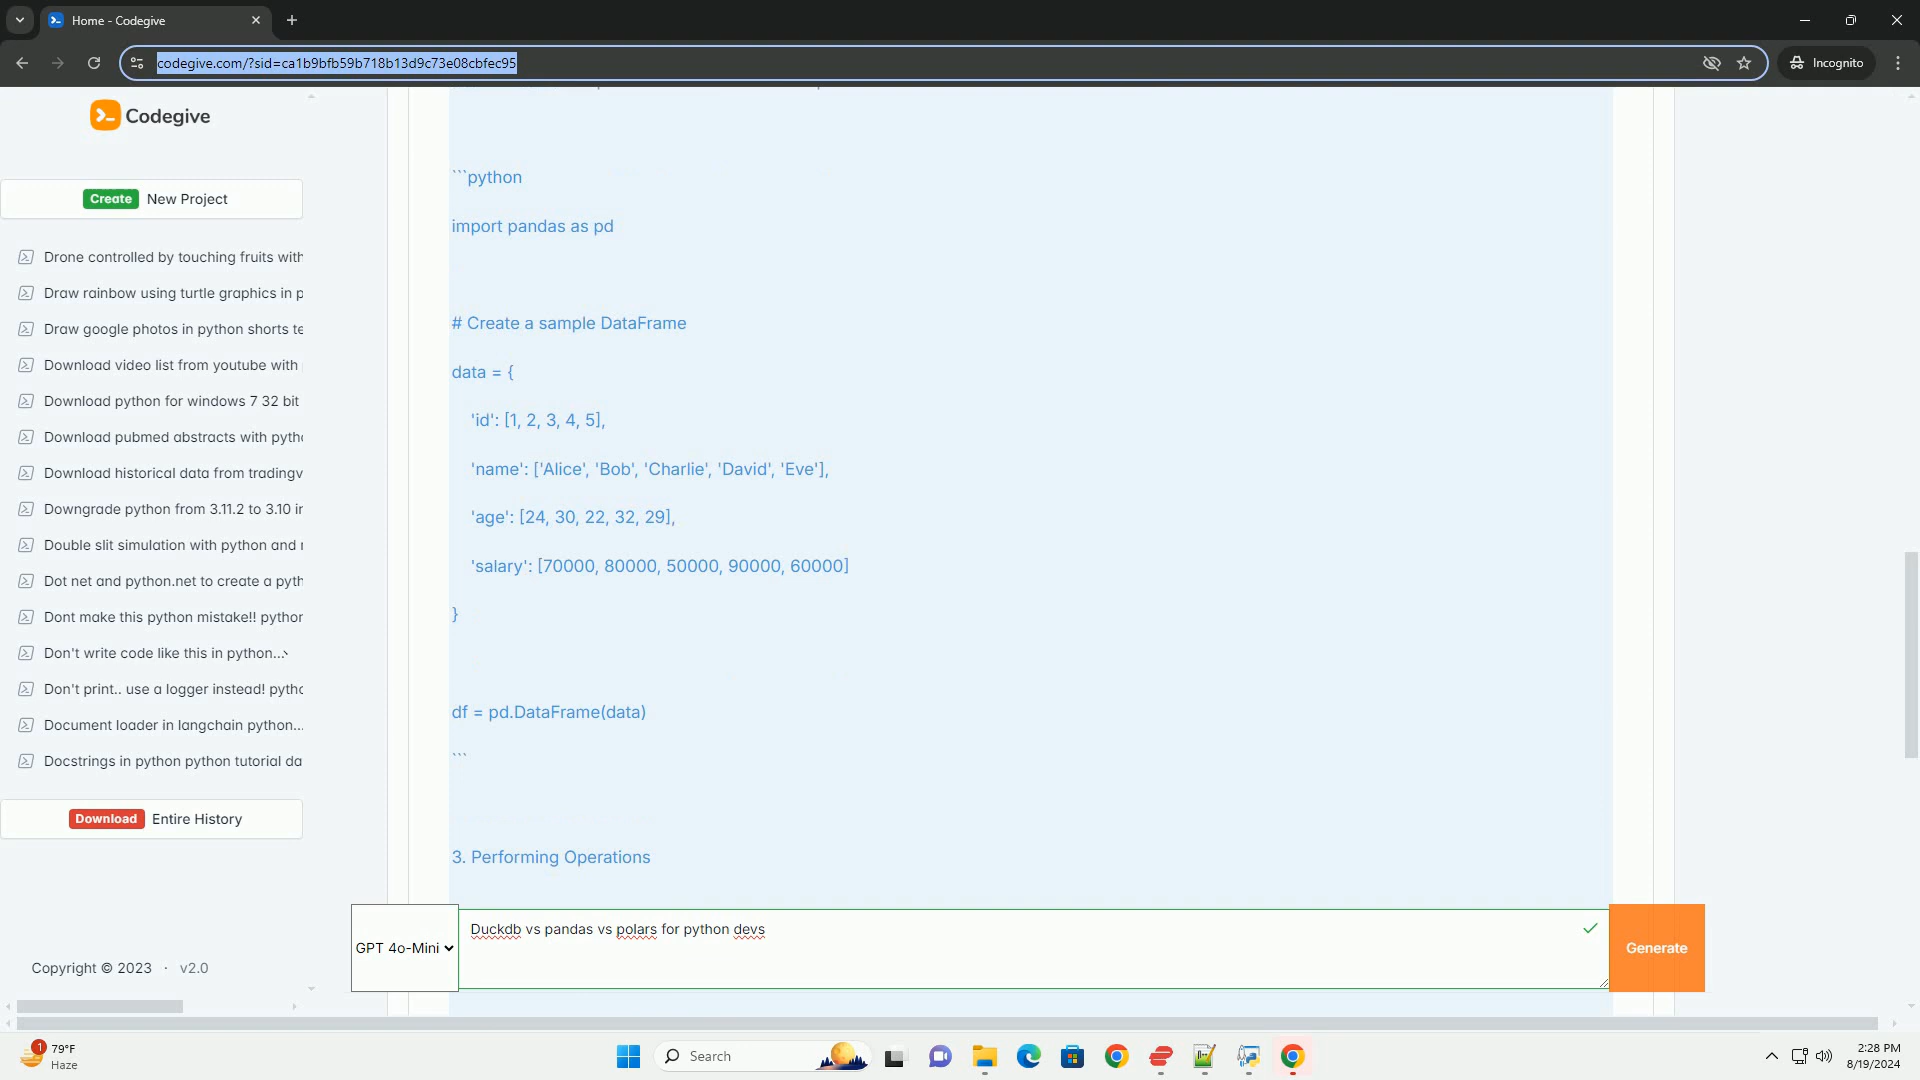 Home - Codegive
codegive.com/?sid=ca1b9bfb59b718b13d9c73e08cbfec95
Incognito
Codegive
Create New Project
Drone controlled by touching fruits with
Draw rainbow using turtle graphics in p
Draw google photos in python shorts te
Download video list from youtube with
Download python for windows 7 32 bit
Download pubmed abstracts with pytho
Download historical data from tradingv
Downgrade python from 3.11.2 to 3.10 in
Double slit simulation with python and
Dot net and python.net to create a pyth
Dont make this python mistake!! python
Don't write code like this in python...
Don't print.. use a logger instead! pytho
Document loader in langchain python...
Docstrings in python python tutorial da
Download Entire History
Copyright © 2023 · v2.0
```python
import pandas as pd
# Create a sample DataFrame
data = {
'id': [1, 2, 3, 4, 5],
'name': ['Alice', 'Bob', 'Charlie', 'David', 'Eve'],
'age': [24, 30, 22, 32, 29],
'salary': [70000, 80000, 50000, 90000, 60000]
}
df = pd.DataFrame(data)
```
3. Performing Operations
GPT 4o-Mini
Duckdb vs pandas vs polars for python devs
Generate
1
79°F
Haze
Search
2:28 PM
8/19/2024